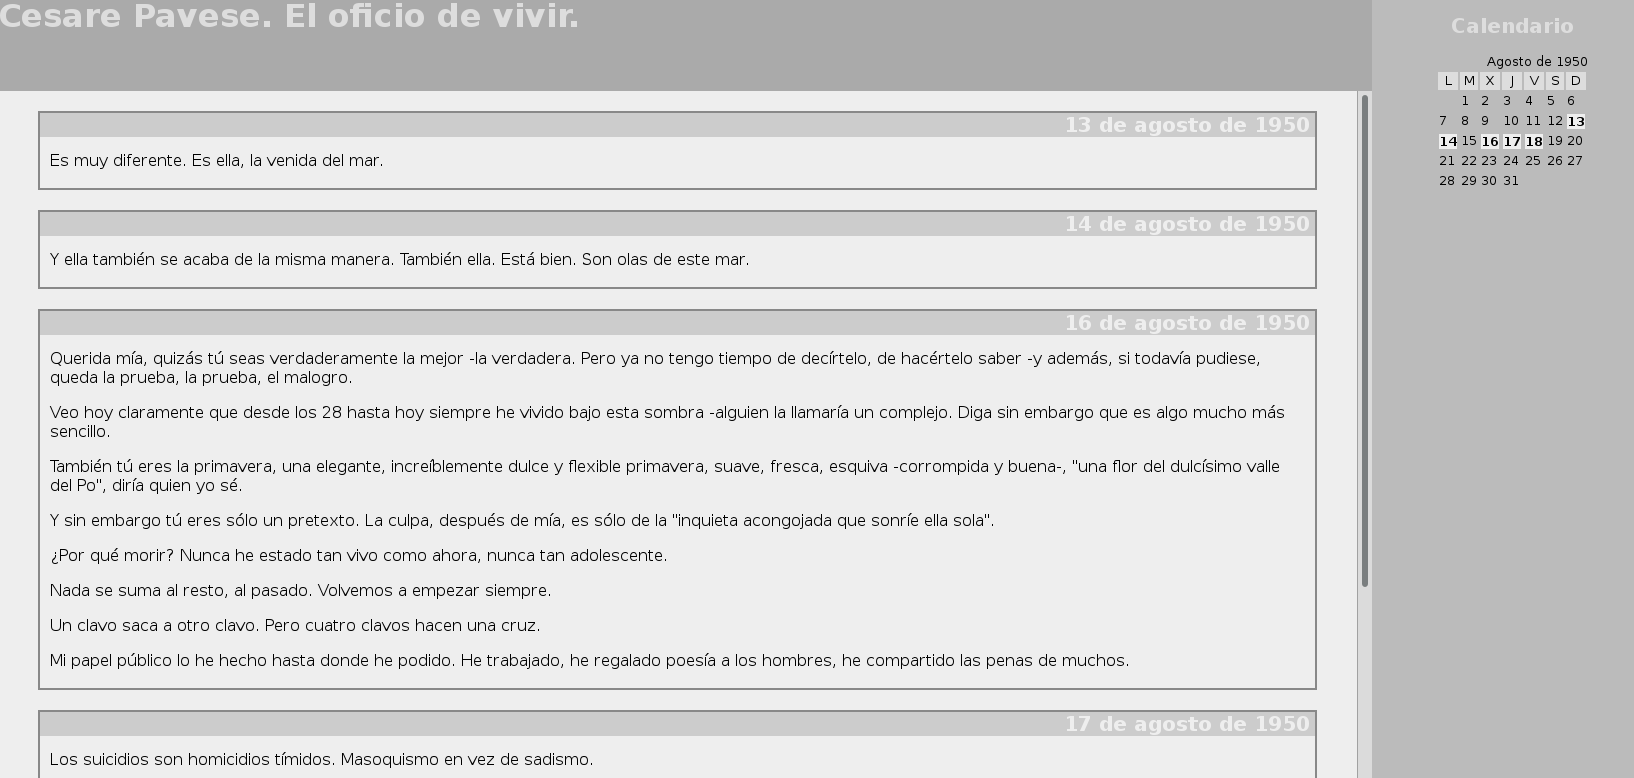 Cesare Pavese. El oficio de vivir.
13 de agosto de 1950
Es muy diferente. Es ella, la venida del mar.
14 de agosto de 1950
Y ella también se acaba de la misma manera. También ella. Está bien. Son olas de este mar.
16 de agosto de 1950
Querida mía, quizás tú seas verdaderamente la mejor -la verdadera. Pero ya no tengo tiempo de decírtelo, de hacértelo saber -y además, si todavía pudiese,
queda la prueba, la prueba, el malogro.
Veo hoy claramente que desde los 28 hasta hoy siempre he vivido bajo esta sombra -alguien la llamaría un complejo. Diga sin embargo que es algo mucho más
sencillo.
También tú eres la primavera, una elegante, increíblemente dulce y flexible primavera, suave, fresca, esquiva -corrompida y buena-, "una flor del dulcísimo valle
del Po", diría quien yo sé.
Y sin embargo tú eres sólo un pretexto. La culpa, después de mía, es sólo de la "inquieta acongojada que sonríe ella sola".
¿Por qué morir? Nunca he estado tan vivo como ahora, nunca tan adolescente.
Nada se suma al resto, al pasado. Volvemos a empezar siempre.
Un clavo saca a otro clavo. Pero cuatro clavos hacen una cruz.
Mi papel público lo he hecho hasta donde he podido. He trabajado, he regalado poesía a los hombres, he compartido las penas de muchos.
17 de agosto de 1950
Los suicidios son homicidios tímidos. Masoquismo en vez de sadismo.
Calendario
Agosto de 1950
L M X J V S D
1 2 3 4 5 6
7 8 9 10 11 12 13
14 15 16 17 18 19 20
21 22 23 24 25 26 27
28 29 30 31